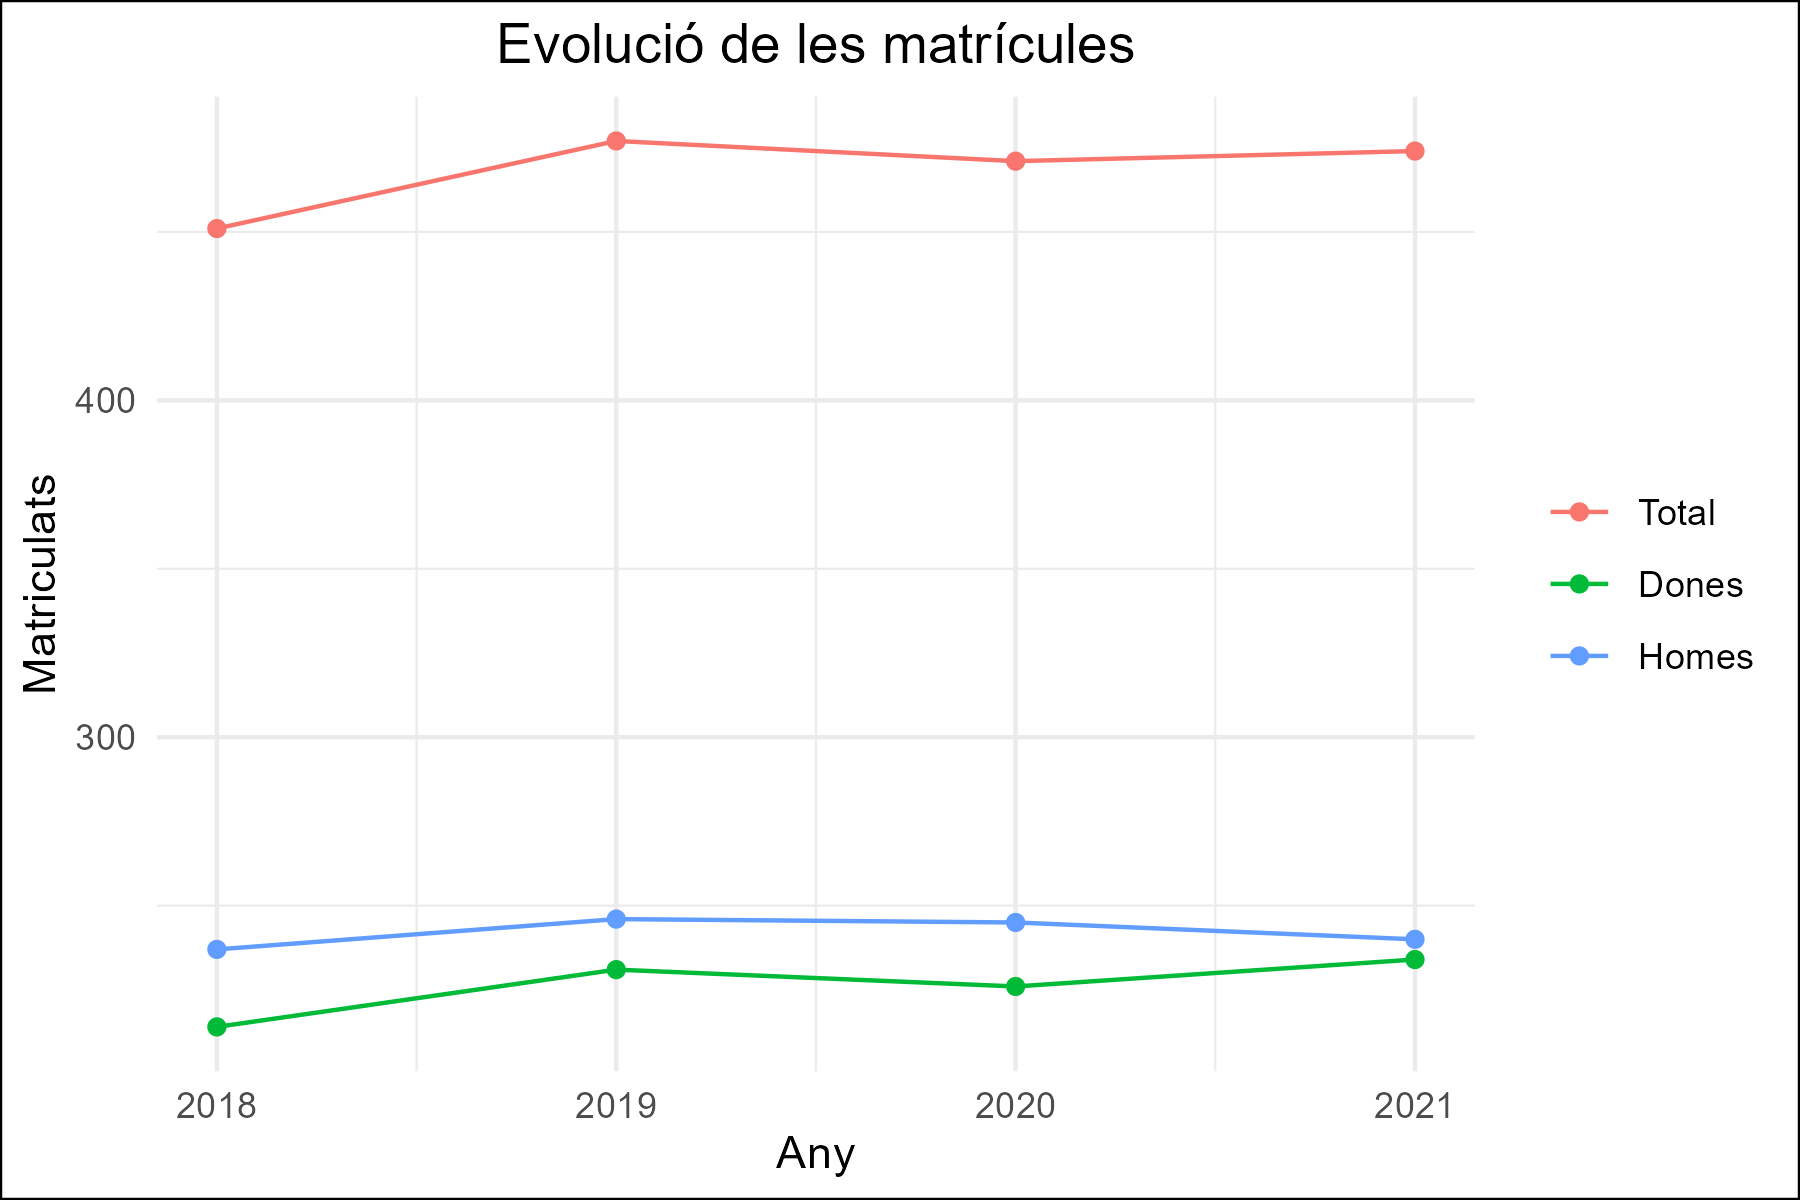 Evolució de les matrícules
400
300
Matriculats
2018
2019
2020
2021
Any
Total
Dones
Homes